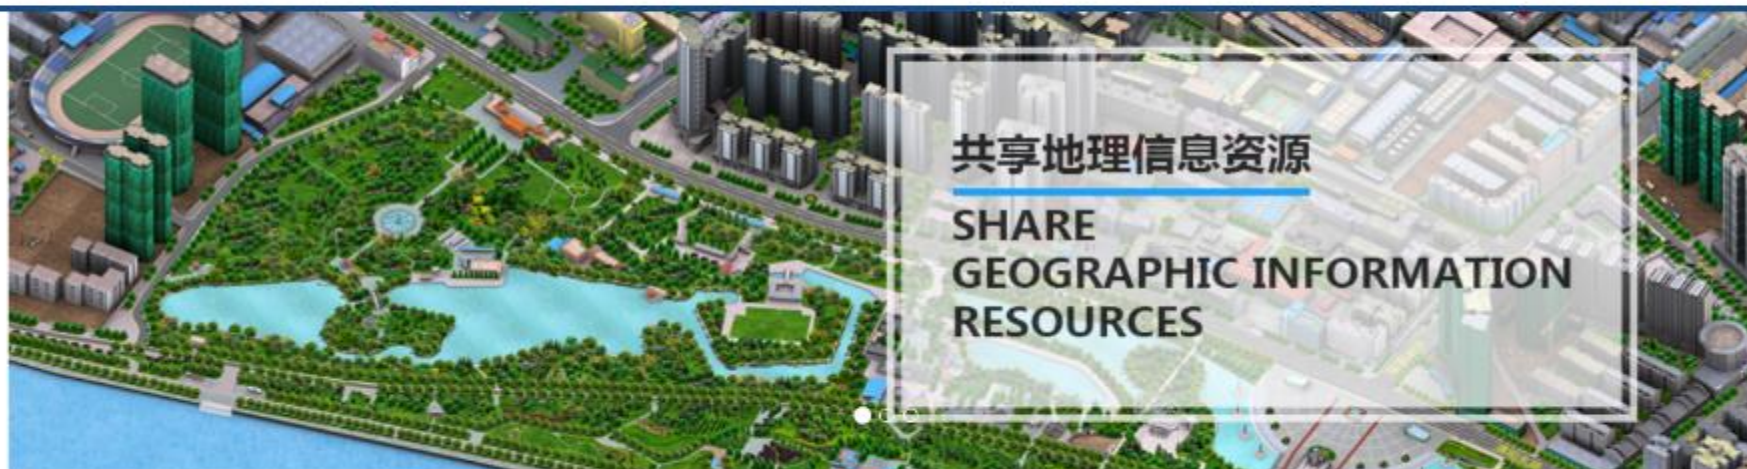 共享地理信息资源
SHARE
GEOGRAPHIC INFORMATION
RESOURCES